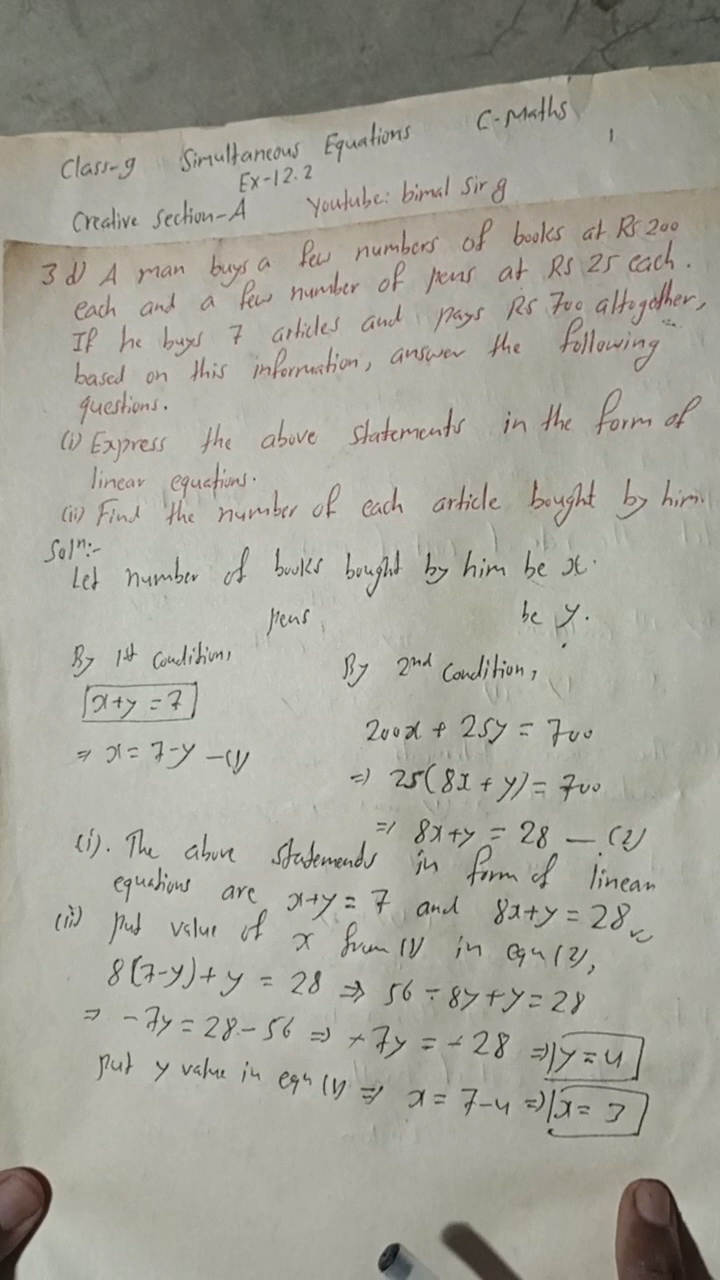 Class-9 Simultaneous Equations C-Maths 1
Ex-12.2
Creative Section-A Youtube: bimal Sir g
3 d) A man buys a few numbers of books at Rs 200
each and a few number of pens at Rs 25 each.
If he buys 7 articles and pays Rs 700 altogether,
based on this information, answer the following
questions.
(i) Express the above statements in the form of
linear equations.
(ii) Find the number of each article bought by him.
Soln:-
Let number of books bought by him be x.
pens be y.
By 1st Condition, By 2nd Condition,
x+y = 7 200x + 25y = 700
⇒ x = 7-y —(1) ⇒ 25(8x + y) = 700
⇒ 8x+y = 28 — (2)
(i). The above statements in form of linear
equations are x+y = 7 and 8x+y = 28
(ii) Put value of x from (1) in eqn (2),
8(7-y)+y = 28 ⇒ 56 - 8y+y = 28
⇒ -7y = 28-56 ⇒ -7y = -28 ⇒ y = 4
Put y value in eqn (1) ⇒ x = 7-4 ⇒ x = 3